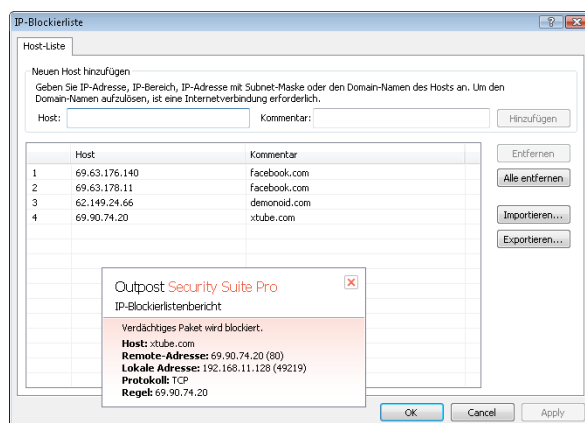 IP-Blockierliste
Host-Liste
Neuen Host hinzufügen
Geben Sie IP-Adresse, IP-Bereich, IP-Adresse mit Subnet-Maske oder den Domain-Namen des Hosts an. Um den
Domain-Namen aufzulösen, ist eine Internetverbindung erforderlich.
Host: Kommentar: Hinzufügen
Host Kommentar
1 69.63.176.140 facebook.com
2 69.63.178.11 facebook.com
3 62.149.24.66 demonoid.com
4 69.90.74.20 xtube.com
Entfernen
Alle entfernen
Importieren...
Exportieren...
Outpost Security Suite Pro
IP-Blockierlistenbericht
Verdächtiges Paket wird blockiert.
Host: xtube.com
Remote-Adresse: 69.90.74.20 (80)
Lokale Adresse: 192.168.11.128 (49219)
Protokoll: TCP
Regel: 69.90.74.20
OK Cancel Apply